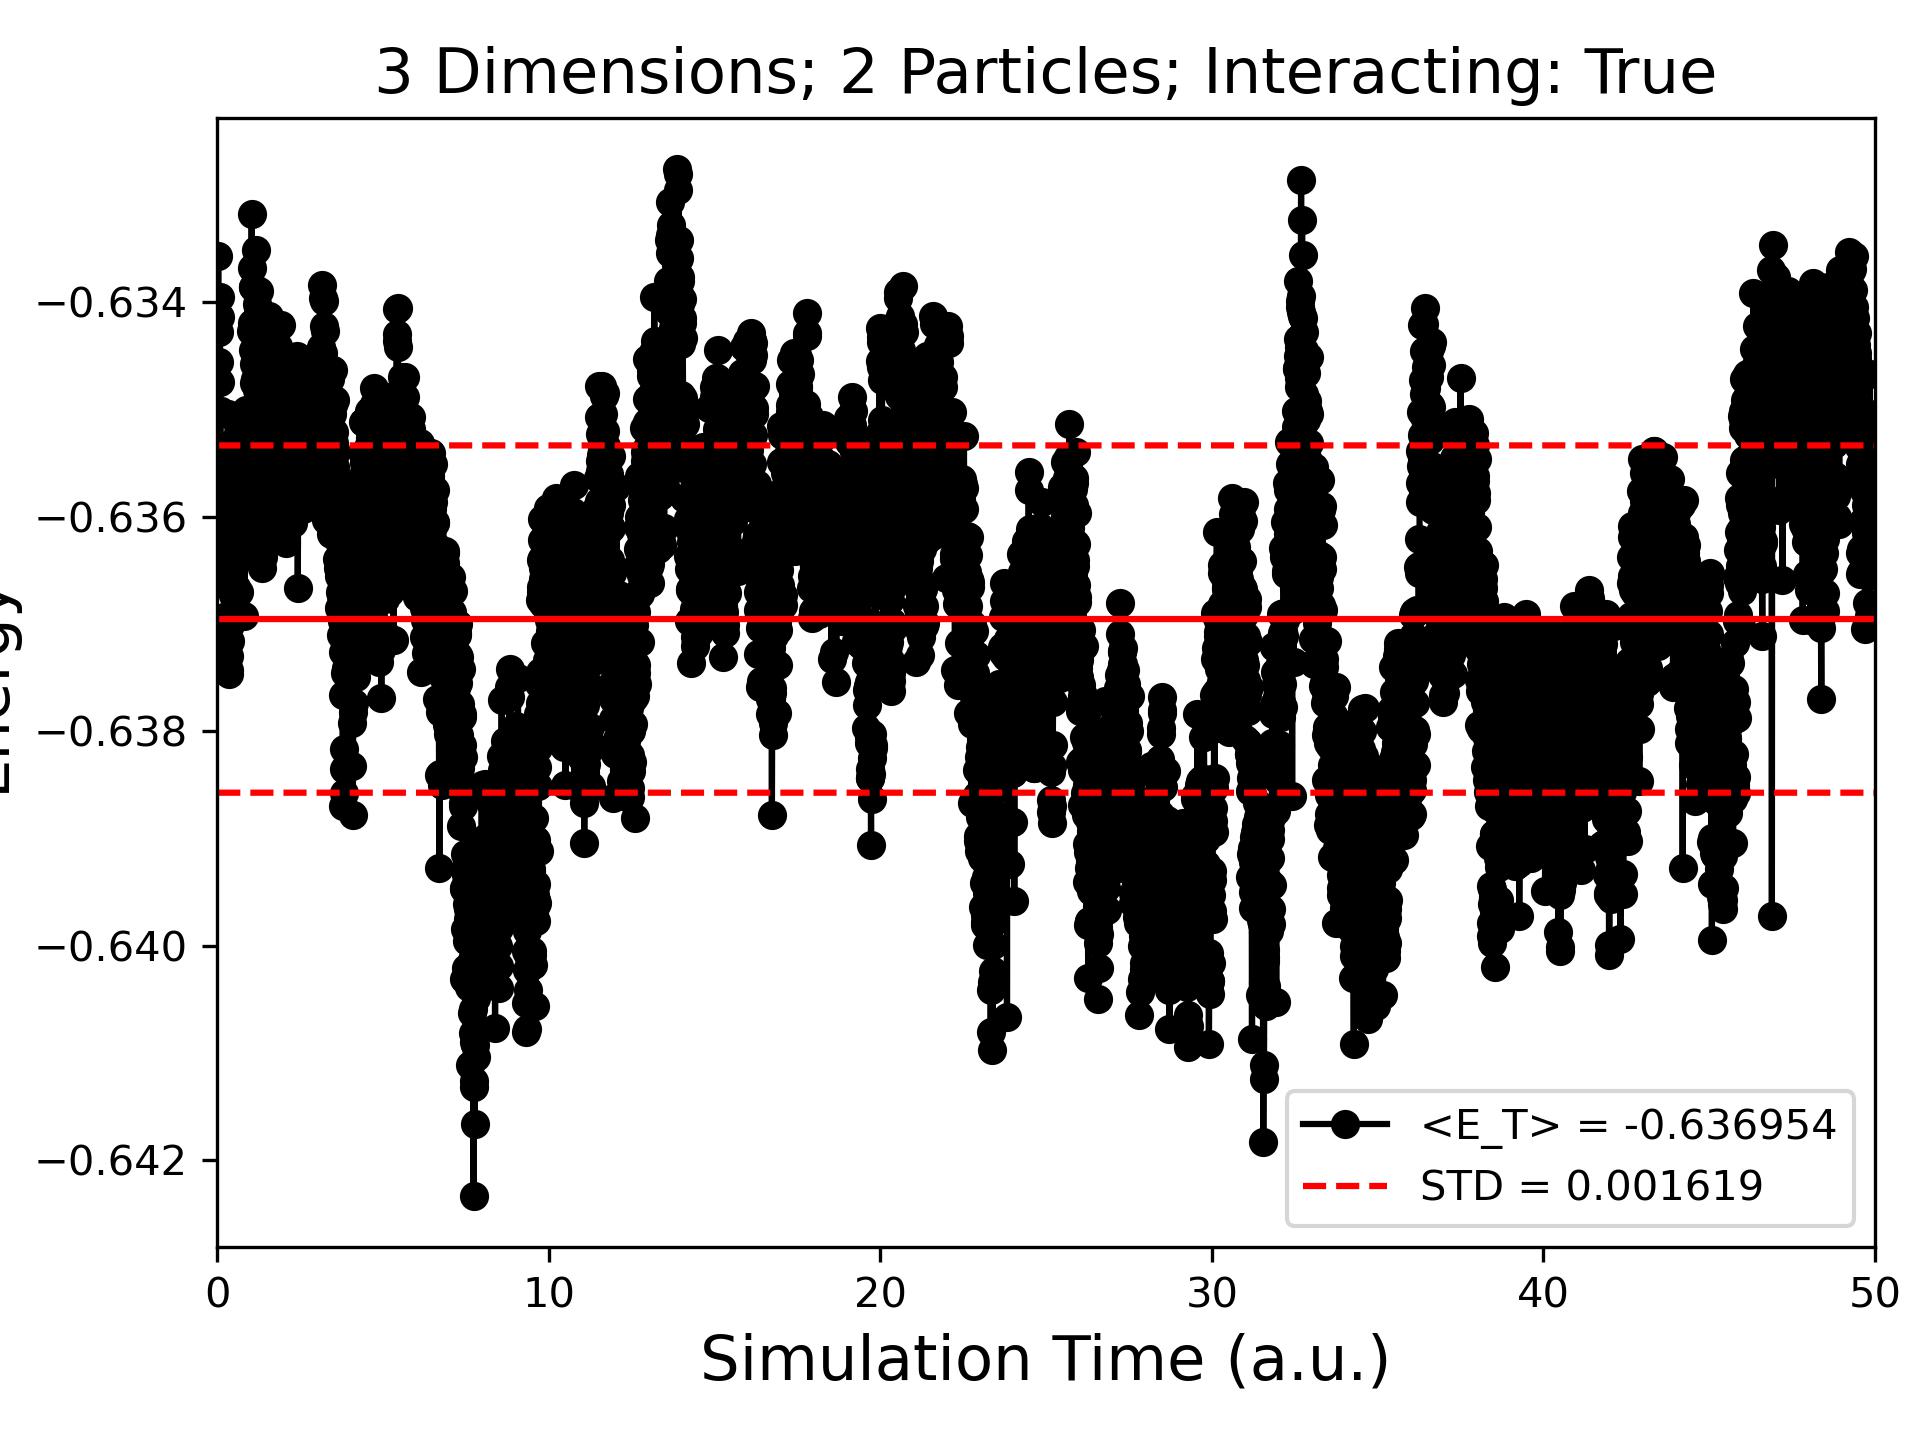 3 Dimensions; 2 Particles; Interacting: True
Energy
−0.634
−0.636
−0.638
−0.640
−0.642
<E_T> = -0.636954
STD = 0.001619
0
10
20
30
40
50
Simulation Time (a.u.)